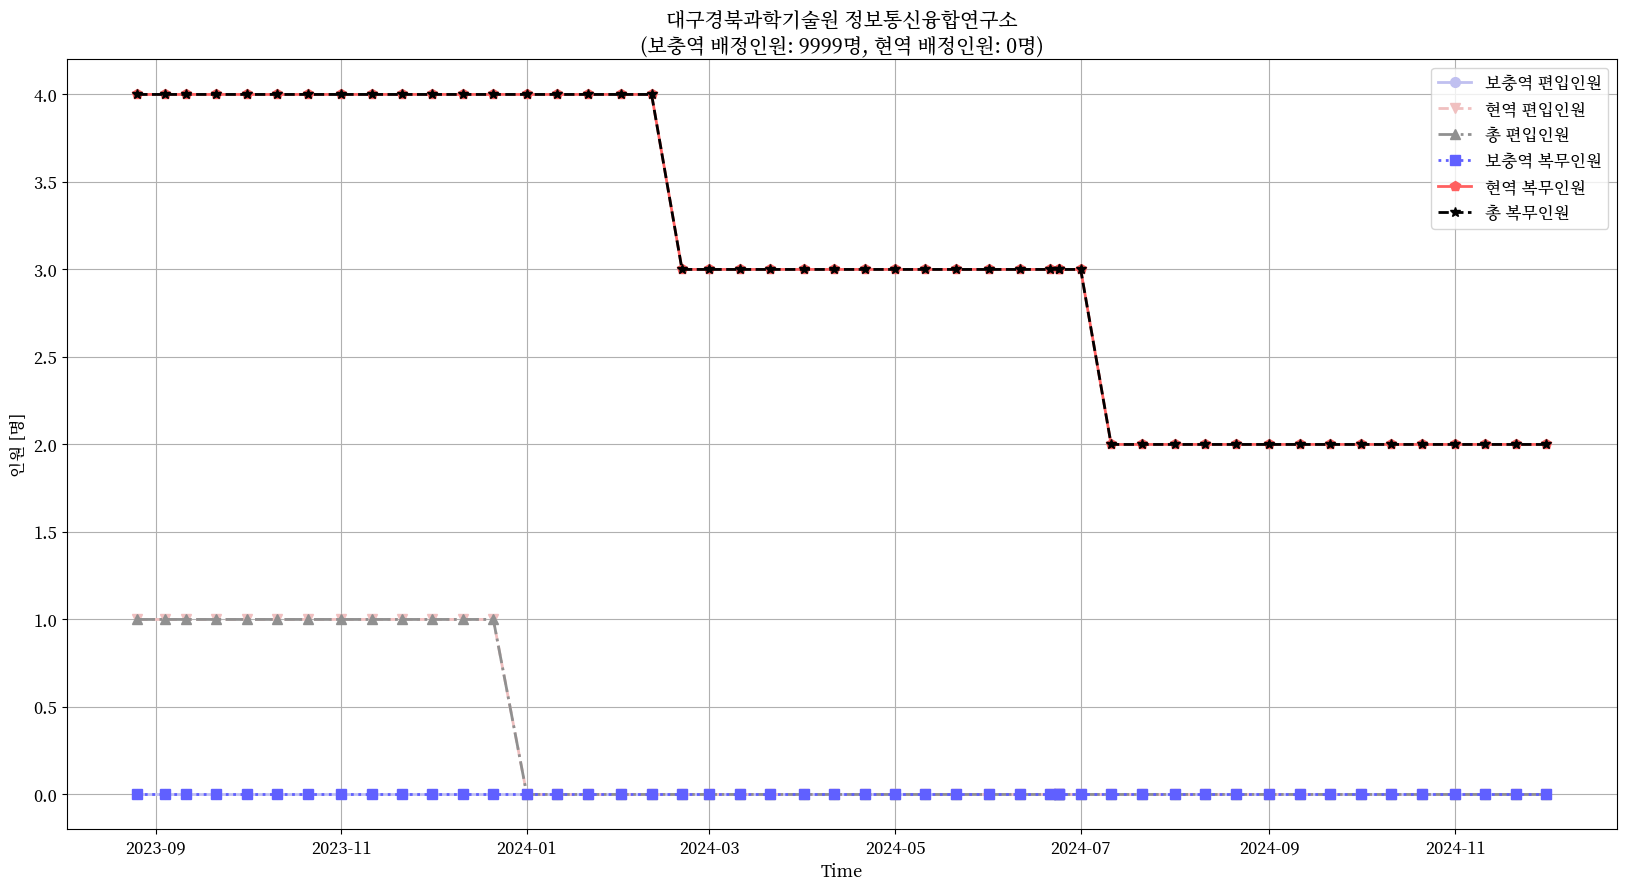 대구경북과학기술원 정보통신융합연구소
(보충역 배정인원: 9999명, 현역 배정인원: 0명)
보충역 편입인원
현역 편입인원
총 편입인원
보충역 복무인원
현역 복무인원
총 복무인원
인원 [명]
4.0
3.5
3.0
2.5
2.0
1.5
1.0
0.5
0.0
2023-09
2023-11
2024-01
2024-03
2024-05
2024-07
2024-09
2024-11
Time